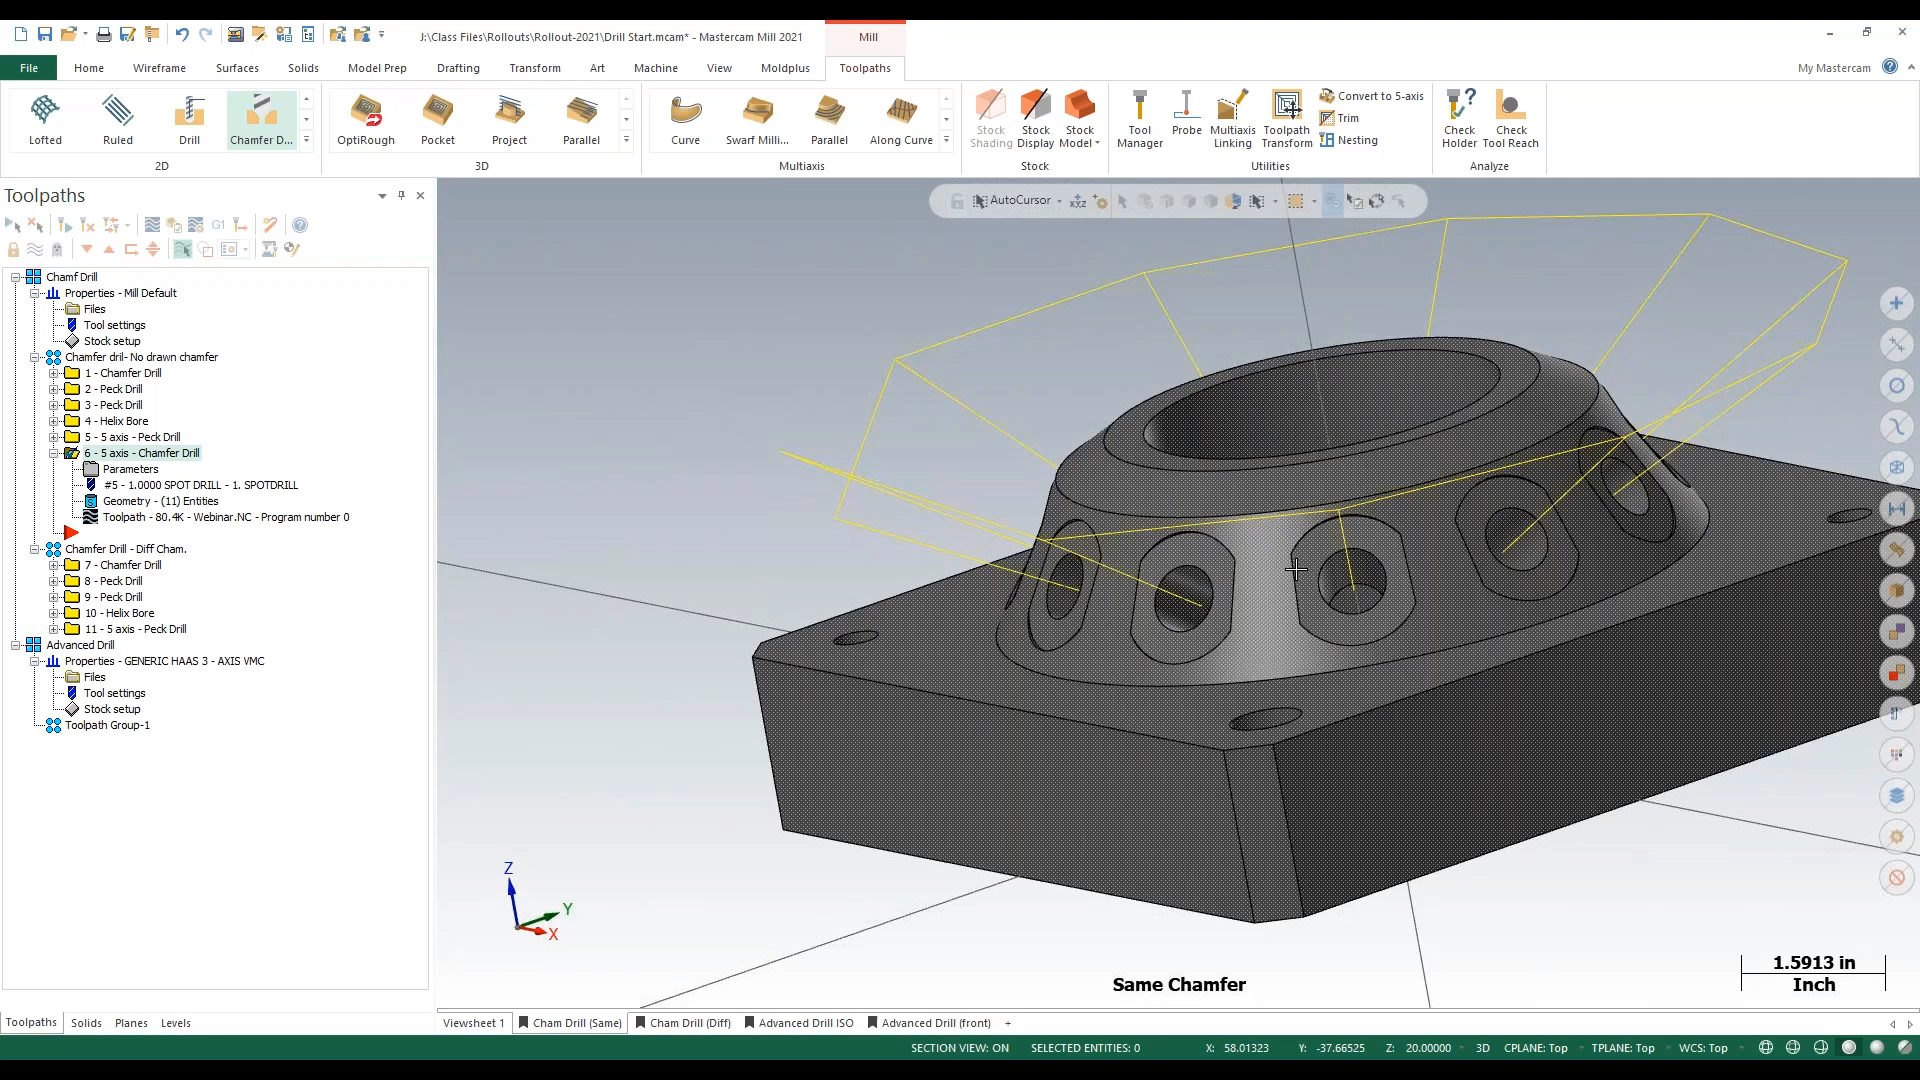 J:\Class Files\Rollouts\Rollout-2021\Drill Start.mcam* - Mastercam Mill 2021
Mill
File Home Wireframe Surfaces Solids Model Prep Drafting Transform Art Machine View Moldplus Toolpaths My Mastercam
Lofted Ruled Drill Chamfer D... OptiRough Pocket Project Parallel Curve Swarf Milli... Parallel Along Curve
Stock Shading Stock Display Stock Model Tool Manager Probe Multiaxis Linking Toolpath Transform Convert to 5-axis
Trim
Nesting
Check Holder Check Tool Reach
2D 3D Multiaxis Stock Utilities Analyze
Toolpaths
AutoCursor
G1
Chamf Drill
Properties - Mill Default
Files
Tool settings
Stock setup
Chamfer dril- No drawn chamfer
1 - Chamfer Drill
2 - Peck Drill
3 - Peck Drill
4 - Helix Bore
5 - 5 axis - Peck Drill
6 - 5 axis - Chamfer Drill
Parameters
#5 - 1.0000 SPOT DRILL - 1. SPOTDRILL
Geometry - (11) Entities
Toolpath - 80.4K - Webinar.NC - Program number 0
Chamfer Drill - Diff Cham.
7 - Chamfer Drill
8 - Peck Drill
9 - Peck Drill
10 - Helix Bore
11 - 5 axis - Peck Drill
Advanced Drill
Properties - GENERIC HAAS 3 - AXIS VMC
Files
Tool settings
Stock setup
Toolpath Group-1
Z
Y
X
Same Chamfer
1.5913 in
Inch
Toolpaths Solids Planes Levels
Viewsheet 1 Cham Drill (Same) Cham Drill (Diff) Advanced Drill ISO Advanced Drill (front) +
SECTION VIEW: ON SELECTED ENTITIES: 0 X: 58.01323 Y: -37.66525 Z: 20.00000 3D CPLANE: Top TPLANE: Top WCS: Top